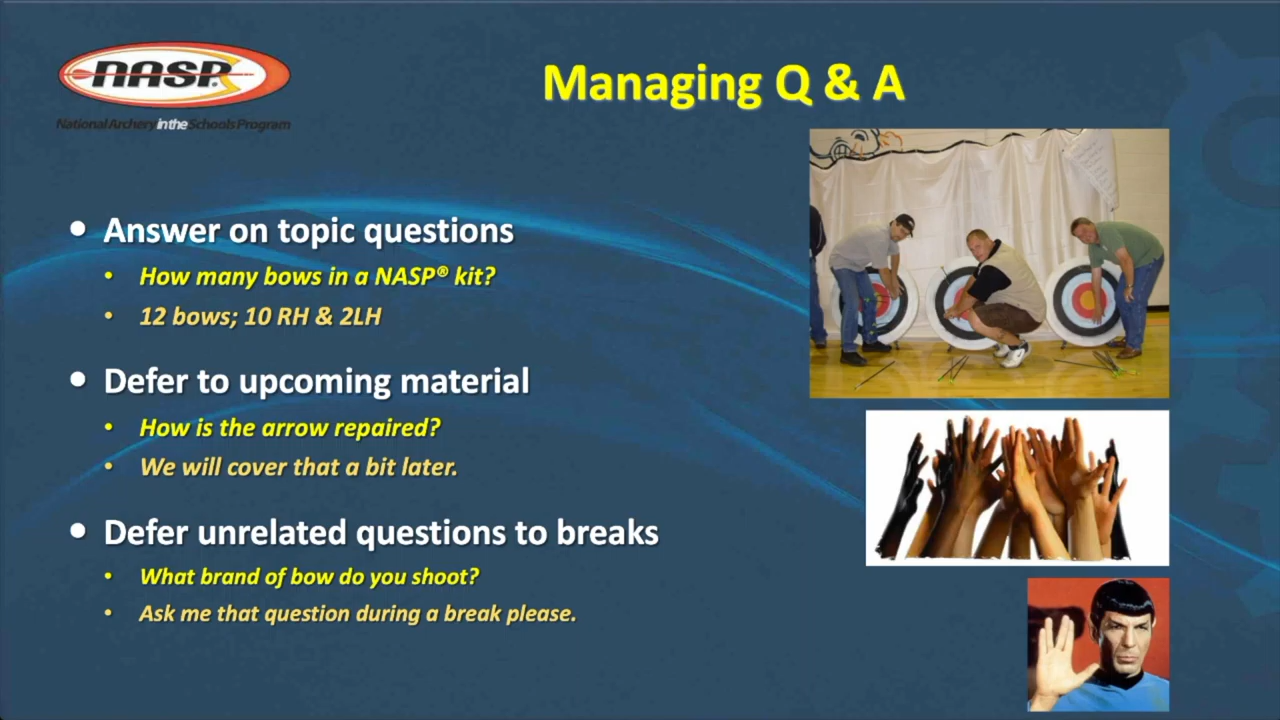 NASP
National Archery in the Schools Program
Managing Q & A
• Answer on topic questions
• How many bows in a NASP® kit?
• 12 bows; 10 RH & 2LH
• Defer to upcoming material
• How is the arrow repaired?
• We will cover that a bit later.
• Defer unrelated questions to breaks
• What brand of bow do you shoot?
• Ask me that question during a break please.